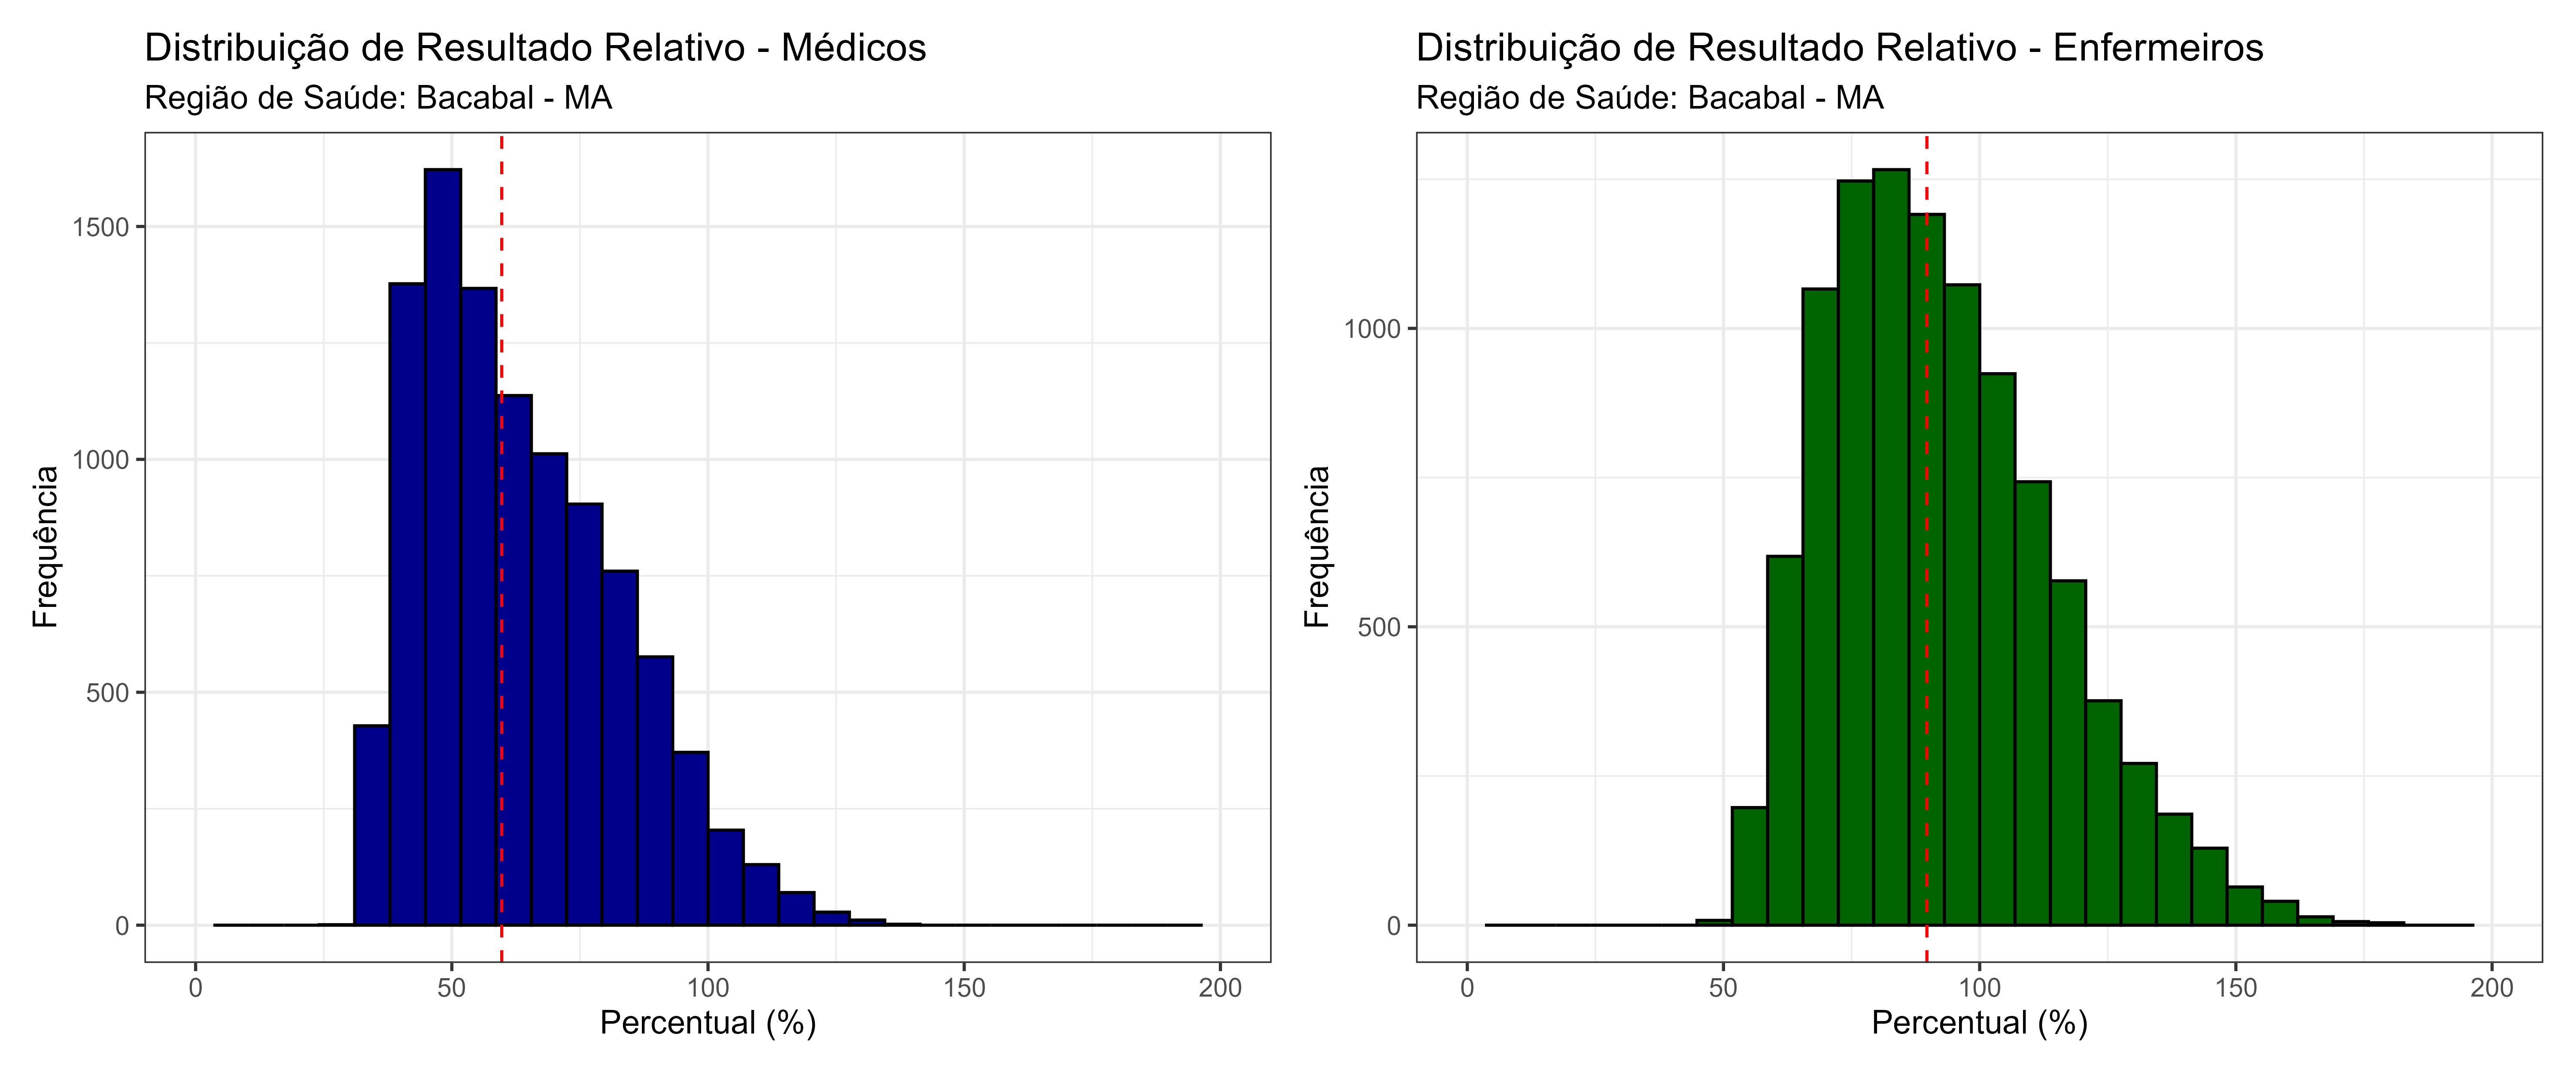 Distribuição de Resultado Relativo - Médicos
Região de Saúde: Bacabal - MA
Frequência
1500
1000
500
0
0 50 100 150 200
Percentual (%)
Distribuição de Resultado Relativo - Enfermeiros
Região de Saúde: Bacabal - MA
Frequência
1000
500
0
0 50 100 150 200
Percentual (%)